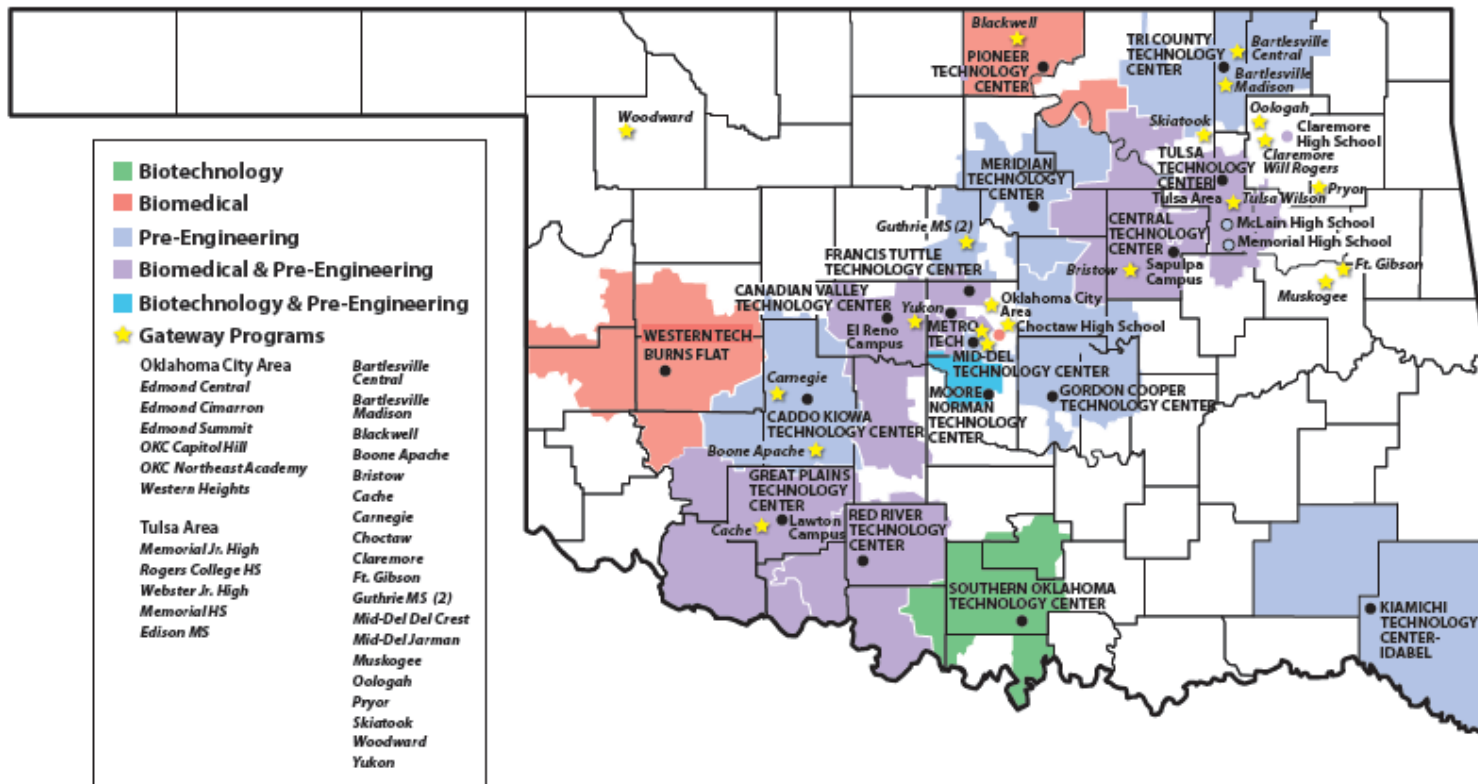 Blackwell
PIONEER
TECHNOLOGY
CENTER
TRI COUNTY
TECHNOLOGY
CENTER
Bartlesville
Central
Bartlesville
Madison
Woodward
Skiatook
Oologah
Claremore
High School
Claremore
Will Rogers
Pryon
MERIDIAN
TECHNOLOGY
CENTER
TULSA
TECHNOLOGY
CENTER
Tulsa Area
Tulsa Wilson
McLain High School
Memorial High School
Guthrie MS (2)
CENTRAL
TECHNOLOGY
CENTER
Sapulpa
Campus
Bristow
Ft. Gibson
Muskogee
FRANCIS TUTTLE
TECHNOLOGY CENTER
CANADIAN VALLEY
TECHNOLOGY CENTER
El Reno
Campus
Yukon
Oklahoma City
Area
Choctaw High School
METRO
TECH
MID-DEL
TECHNOLOGY CENTER
WESTERN TECH
BURNS FLAT
Carnegie
CADDO KIOWA
TECHNOLOGY CENTER
MOORE
NORMAN
TECHNOLOGY
CENTER
GORDON COOPER
TECHNOLOGY CENTER
Boone Apache
GREAT PLAINS
TECHNOLOGY
CENTER
Lawton
Campus
Cache
RED RIVER
TECHNOLOGY
CENTER
SOUTHERN OKLAHOMA
TECHNOLOGY CENTER
KIAMICHI
TECHNOLOGY
CENTER-
IDABEL
Biotechnology
Biomedical
Pre-Engineering
Biomedical & Pre-Engineering
Biotechnology & Pre-Engineering
Gateway Programs
Oklahoma City Area
Edmond Central
Edmond Cimarron
Edmond Summit
OKC Capitol Hill
OKC Northeast Academy
Western Heights
Tulsa Area
Memorial Jr. High
Rogers College HS
Webster Jr. High
Memorial HS
Edison MS
Bartlesville
Central
Bartlesville
Madison
Blackwell
Boone Apache
Bristow
Cache
Carnegie
Choctaw
Claremore
Ft. Gibson
Guthrie MS (2)
Mid-Del Del Crest
Mid-Del Jarman
Muskogee
Oologah
Pryor
Skiatook
Woodward
Yukon